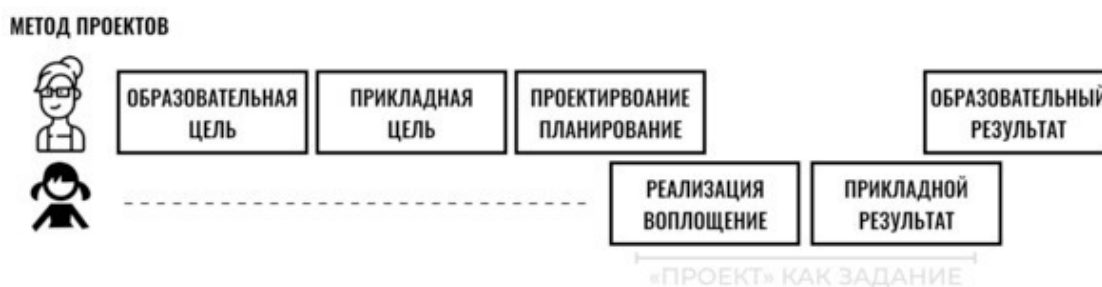 МЕТОД ПРОЕКТОВ
ОБРАЗОВАТЕЛЬНАЯ
ЦЕЛЬ
ПРИКЛАДНАЯ
ЦЕЛЬ
ПРОЕКТИРВОАНИЕ
ПЛАНИРОВАНИЕ
ОБРАЗОВАТЕЛЬНЫЙ
РЕЗУЛЬТАТ
РЕАЛИЗАЦИЯ
ВОПЛОЩЕНИЕ
ПРИКЛАДНОЙ
РЕЗУЛЬТАТ
«ПРОЕКТ» КАК ЗАДАНИЕ